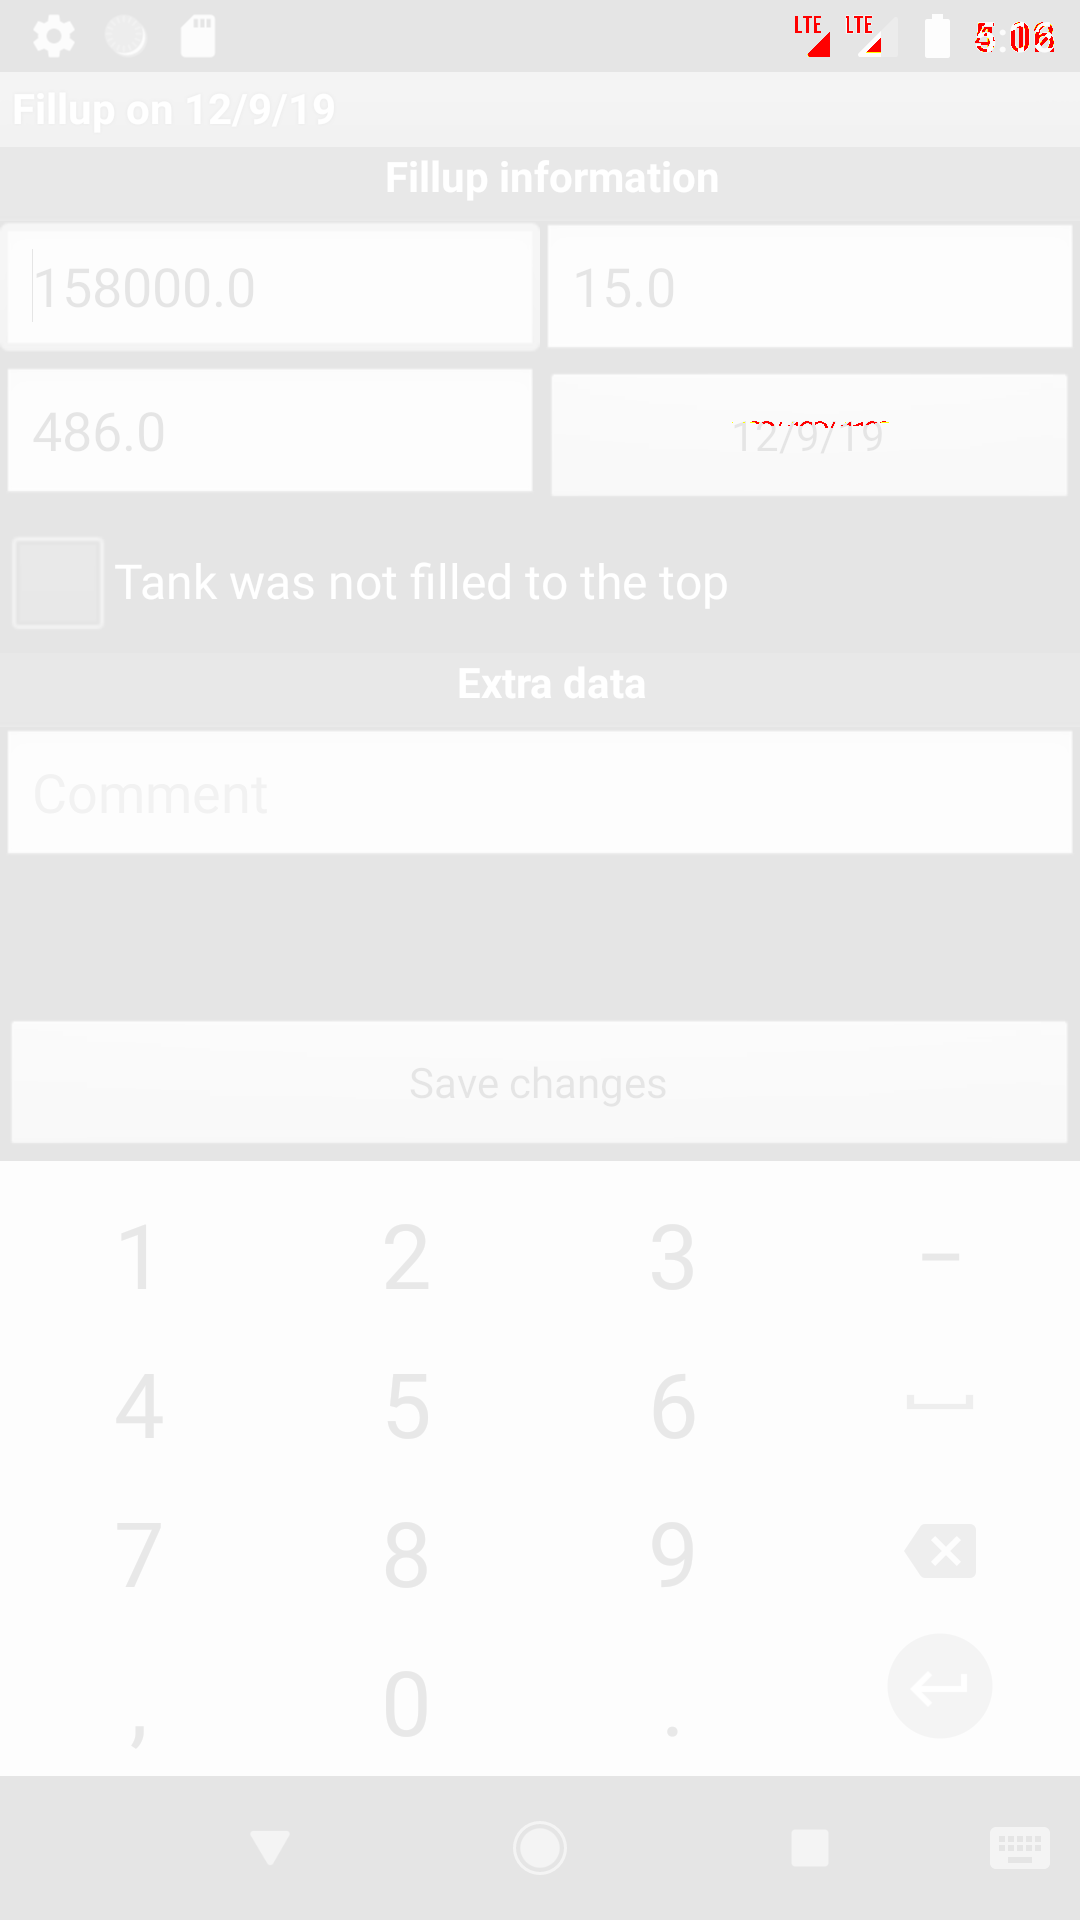 LTE LTE
Fillup on 12/9/19
Fillup information
158000.0 15.0
486.0 12/9/19
Tank was not filled to the top
Extra data
Comment
Save changes
1 2 3 –
4 5 6
7 8 9
, 0 .